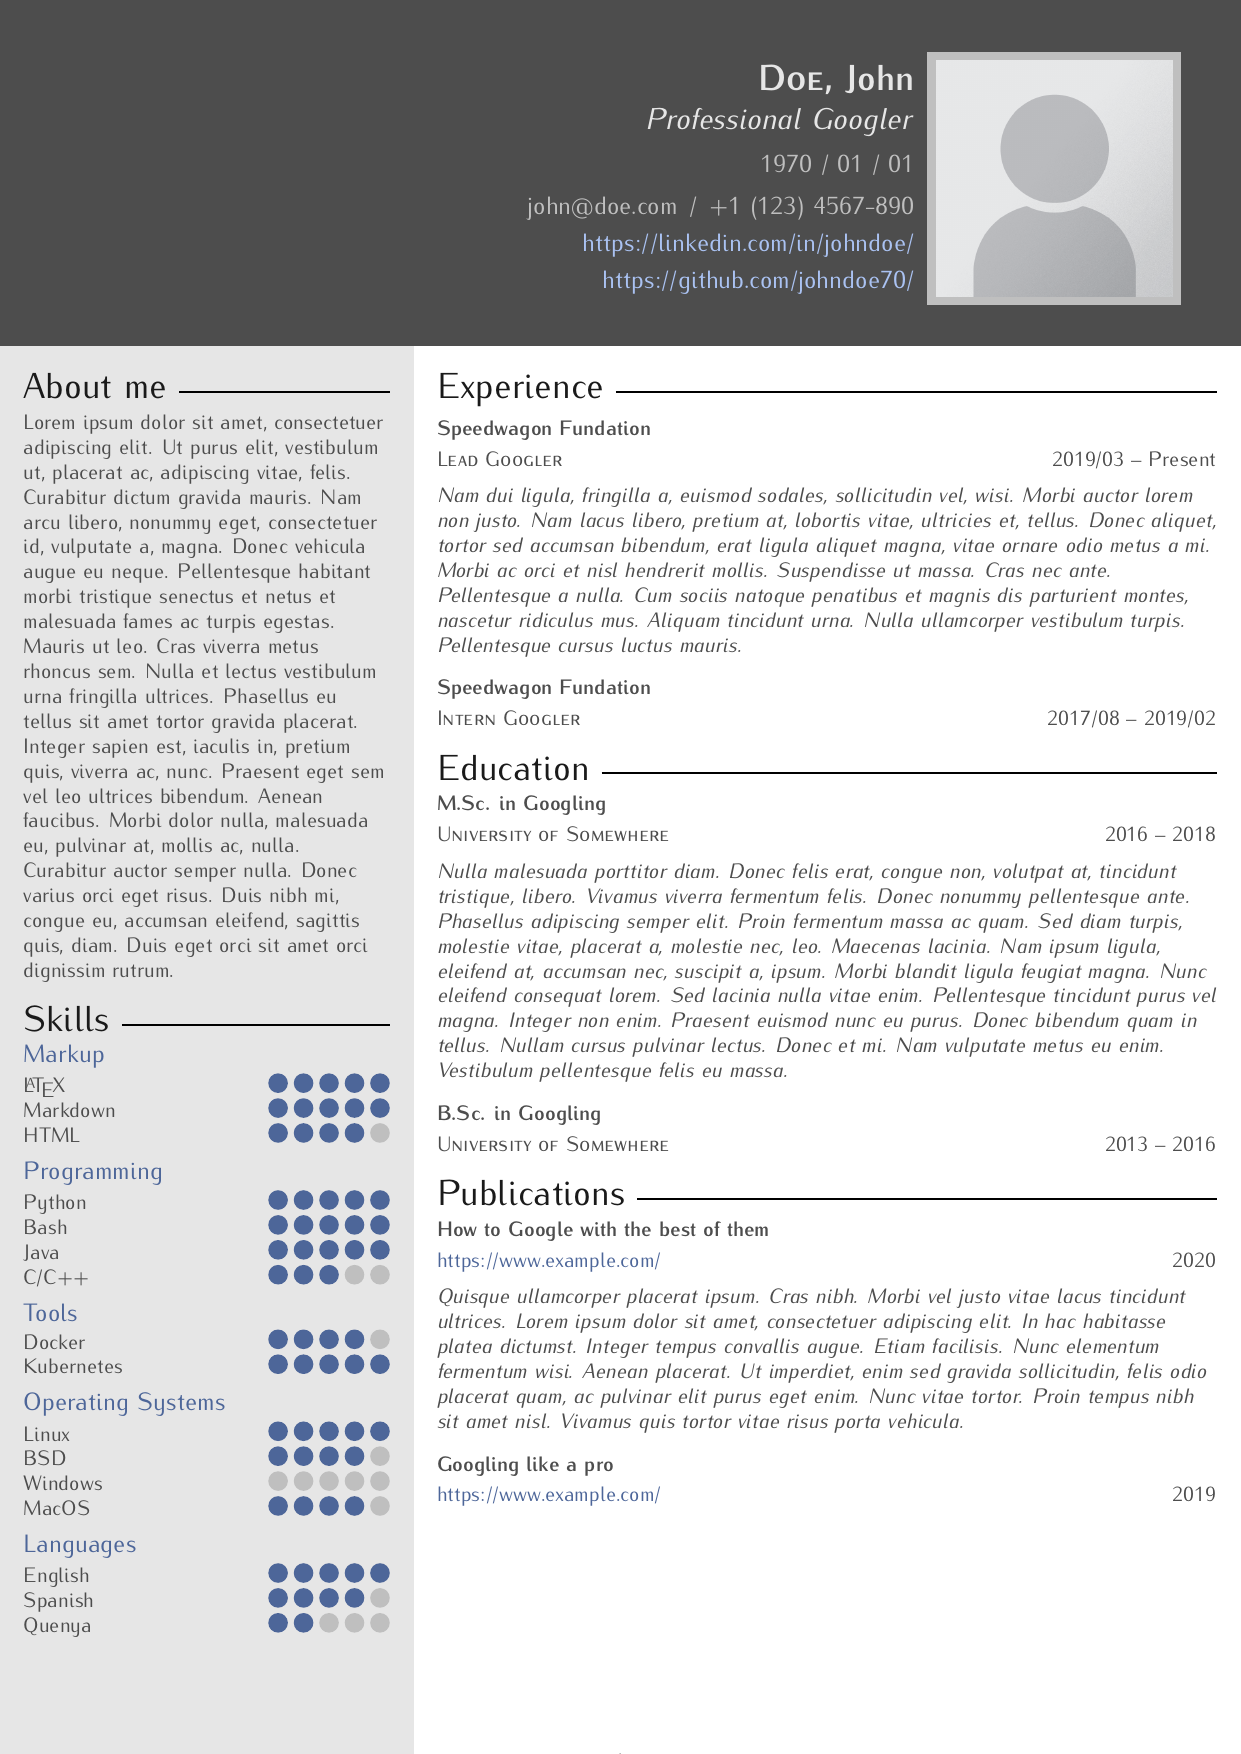 Doe, John
Professional Googler
1970 / 01 / 01
john@doe.com / +1 (123) 4567-890
https://linkedin.com/in/johndoe/
https://github.com/johndoe70/
About me
Lorem ipsum dolor sit amet, consectetuer
adipiscing elit. Ut purus elit, vestibulum
ut, placerat ac, adipiscing vitae, felis.
Curabitur dictum gravida mauris. Nam
arcu libero, nonummy eget, consectetuer
id, vulputate a, magna. Donec vehicula
augue eu neque. Pellentesque habitant
morbi tristique senectus et netus et
malesuada fames ac turpis egestas.
Mauris ut leo. Cras viverra metus
rhoncus sem. Nulla et lectus vestibulum
urna fringilla ultrices. Phasellus eu
tellus sit amet tortor gravida placerat.
Integer sapien est, iaculis in, pretium
quis, viverra ac, nunc. Praesent eget sem
vel leo ultrices bibendum. Aenean
faucibus. Morbi dolor nulla, malesuada
eu, pulvinar at, mollis ac, nulla.
Curabitur auctor semper nulla. Donec
varius orci eget risus. Duis nibh mi,
congue eu, accumsan eleifend, sagittis
quis, diam. Duis eget orci sit amet orci
dignissim rutrum.
Skills
Markup
LATEX
Markdown
HTML
Programming
Python
Bash
Java
C/C++
Tools
Docker
Kubernetes
Operating Systems
Linux
BSD
Windows
MacOS
Languages
English
Spanish
Quenya
Experience
Speedwagon Fundation
Lead Googler 2019/03 – Present
Nam dui ligula, fringilla a, euismod sodales, sollicitudin vel, wisi. Morbi auctor lorem
non justo. Nam lacus libero, pretium at, lobortis vitae, ultricies et, tellus. Donec aliquet,
tortor sed accumsan bibendum, erat ligula aliquet magna, vitae ornare odio metus a mi.
Morbi ac orci et nisl hendrerit mollis. Suspendisse ut massa. Cras nec ante.
Pellentesque a nulla. Cum sociis natoque penatibus et magnis dis parturient montes,
nascetur ridiculus mus. Aliquam tincidunt urna. Nulla ullamcorper vestibulum turpis.
Pellentesque cursus luctus mauris.
Speedwagon Fundation
Intern Googler 2017/08 – 2019/02
Education
M.Sc. in Googling
University of Somewhere 2016 – 2018
Nulla malesuada porttitor diam. Donec felis erat, congue non, volutpat at, tincidunt
tristique, libero. Vivamus viverra fermentum felis. Donec nonummy pellentesque ante.
Phasellus adipiscing semper elit. Proin fermentum massa ac quam. Sed diam turpis,
molestie vitae, placerat a, molestie nec, leo. Maecenas lacinia. Nam ipsum ligula,
eleifend at, accumsan nec, suscipit a, ipsum. Morbi blandit ligula feugiat magna. Nunc
eleifend consequat lorem. Sed lacinia nulla vitae enim. Pellentesque tincidunt purus vel
magna. Integer non enim. Praesent euismod nunc eu purus. Donec bibendum quam in
tellus. Nullam cursus pulvinar lectus. Donec et mi. Nam vulputate metus eu enim.
Vestibulum pellentesque felis eu massa.
B.Sc. in Googling
University of Somewhere 2013 – 2016
Publications
How to Google with the best of them
https://www.example.com/ 2020
Quisque ullamcorper placerat ipsum. Cras nibh. Morbi vel justo vitae lacus tincidunt
ultrices. Lorem ipsum dolor sit amet, consectetuer adipiscing elit. In hac habitasse
platea dictumst. Integer tempus convallis augue. Etiam facilisis. Nunc elementum
fermentum wisi. Aenean placerat. Ut imperdiet, enim sed gravida sollicitudin, felis odio
placerat quam, ac pulvinar elit purus eget enim. Nunc vitae tortor. Proin tempus nibh
sit amet nisl. Vivamus quis tortor vitae risus porta vehicula.
Googling like a pro
https://www.example.com/ 2019